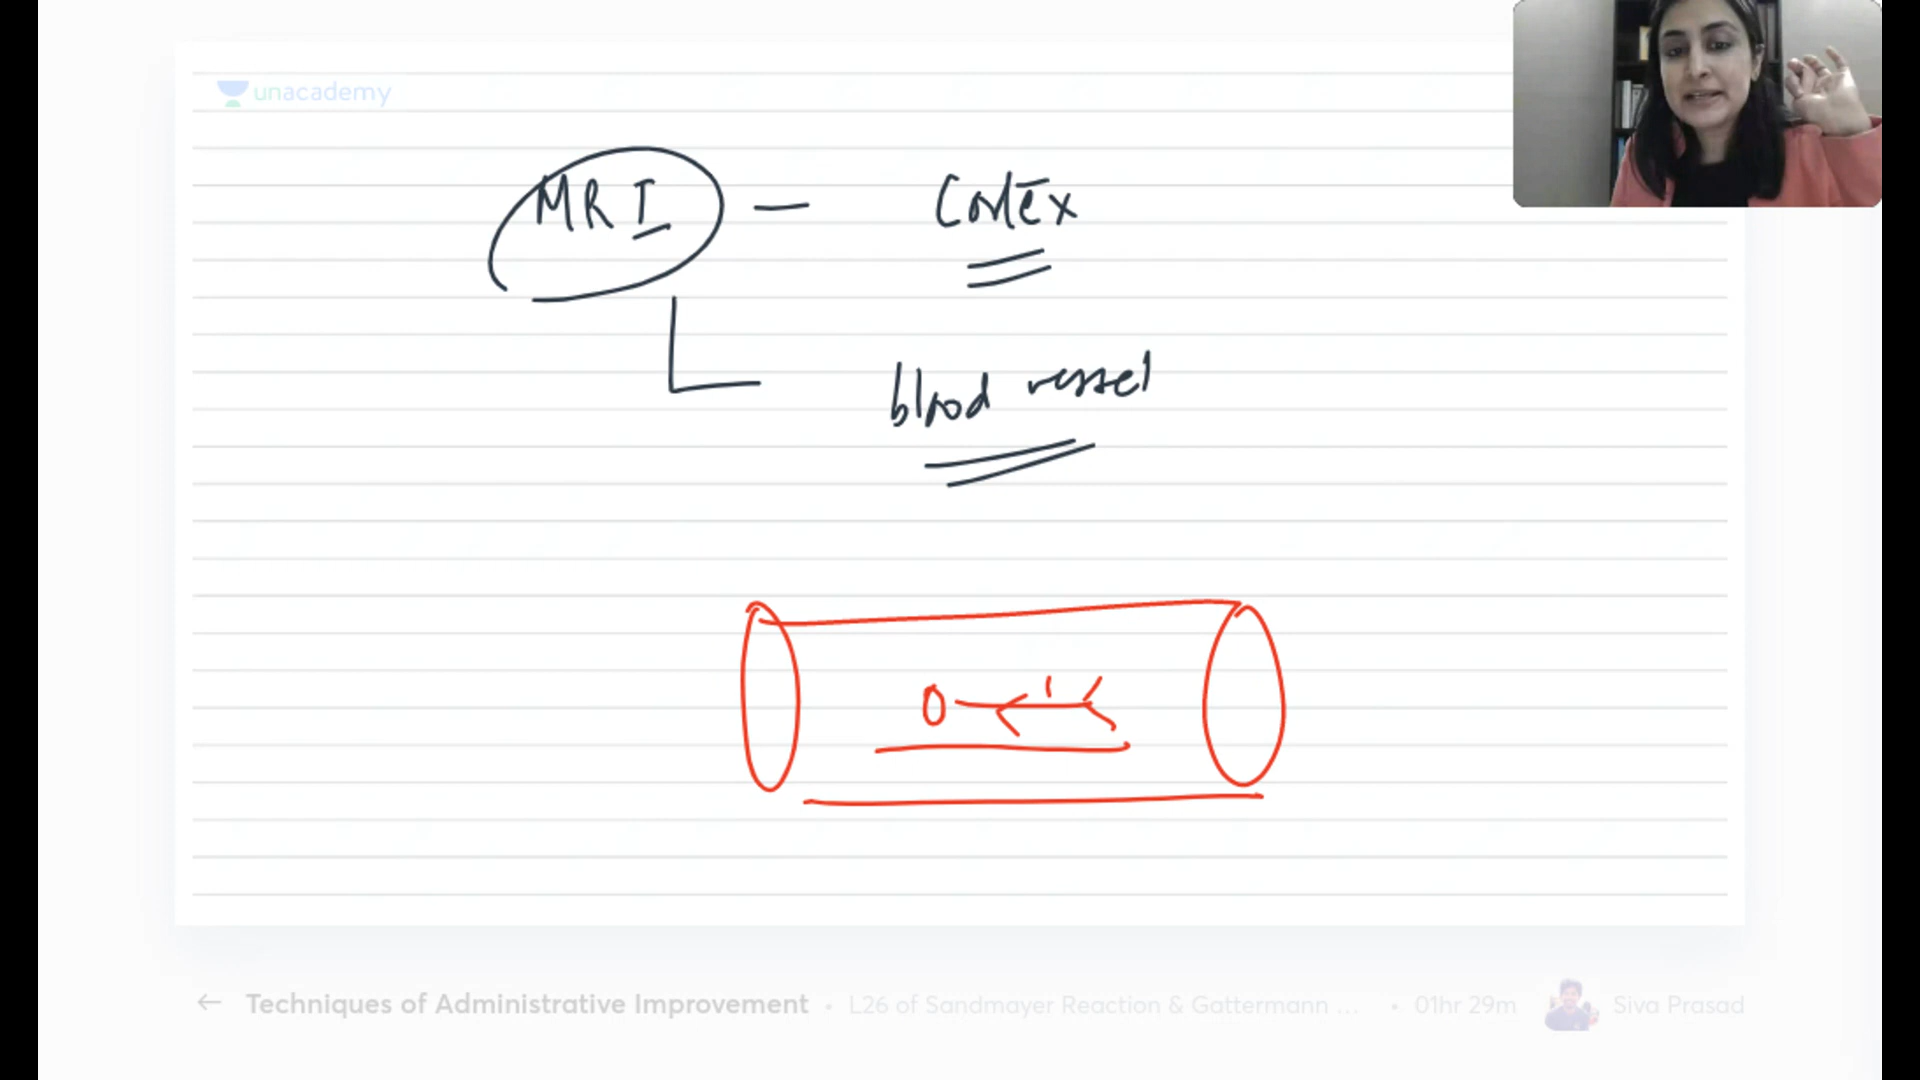 unacademy
MRI — Cortex
blood vessel
← Techniques of Administrative Improvement • L26 of Sandmayer Reaction & Gattermann ... • 01hr 29m Siva Prasad